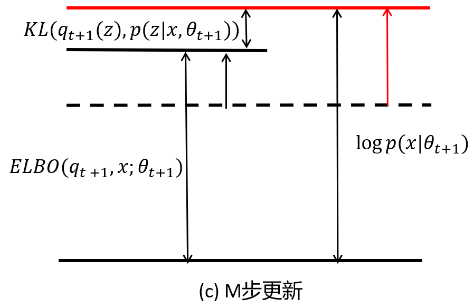 KL(q_{t+1}(z), p(z|x, θ_{t+1}))
log p(x|θ_{t+1})
ELBO(q_{t+1}, x; θ_{t+1})
(c) M步更新